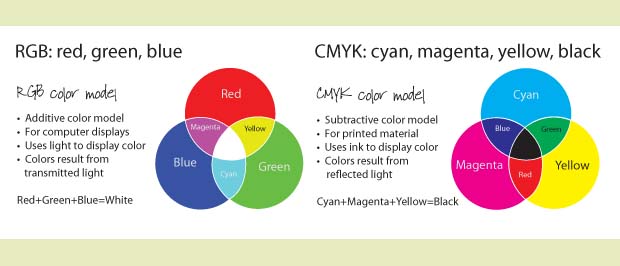 RGB: red, green, blue
RGB color model
• Additive color model
• For computer displays
• Uses light to display color
• Colors result from
transmitted light
Red+Green+Blue=White
Red
Magenta
Yellow
Blue
Green
Cyan
CMYK: cyan, magenta, yellow, black
CMYK color model
• Subtractive color model
• For printed material
• Uses ink to display color
• Colors result from
reflected light
Cyan+Magenta+Yellow=Black
Cyan
Blue
Green
Magenta
Yellow
Red